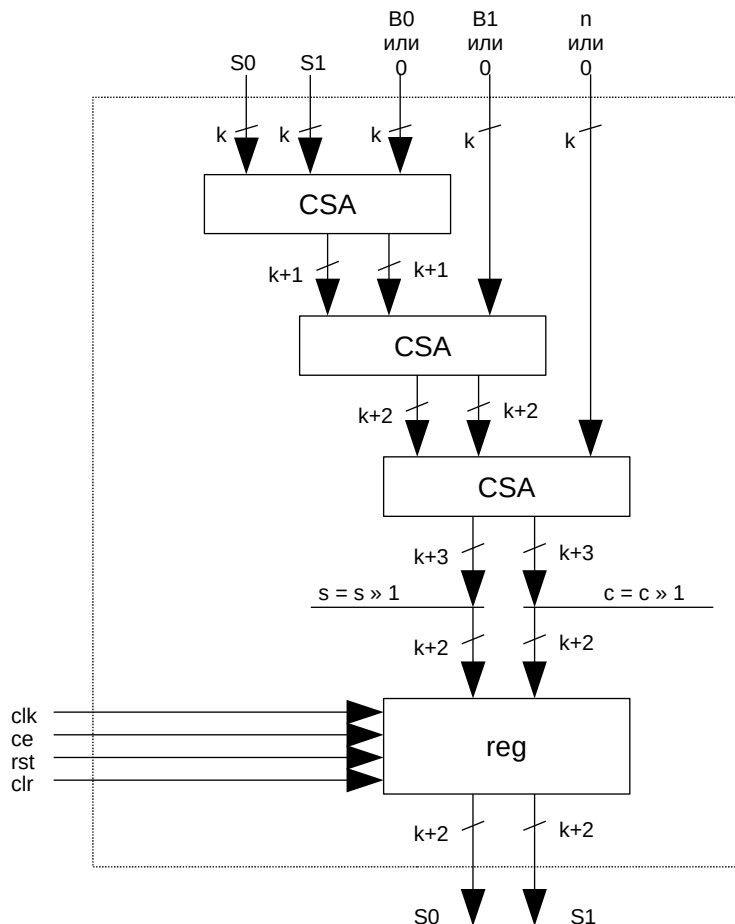 B0
или
0
B1
или
0
n
или
0
S0
S1
k
k
k
k
k
CSA
k+1
k+1
CSA
k+2
k+2
CSA
k+3
k+3
s = s » 1
c = c » 1
k+2
k+2
clk
ce
rst
clr
reg
k+2
k+2
S0
S1